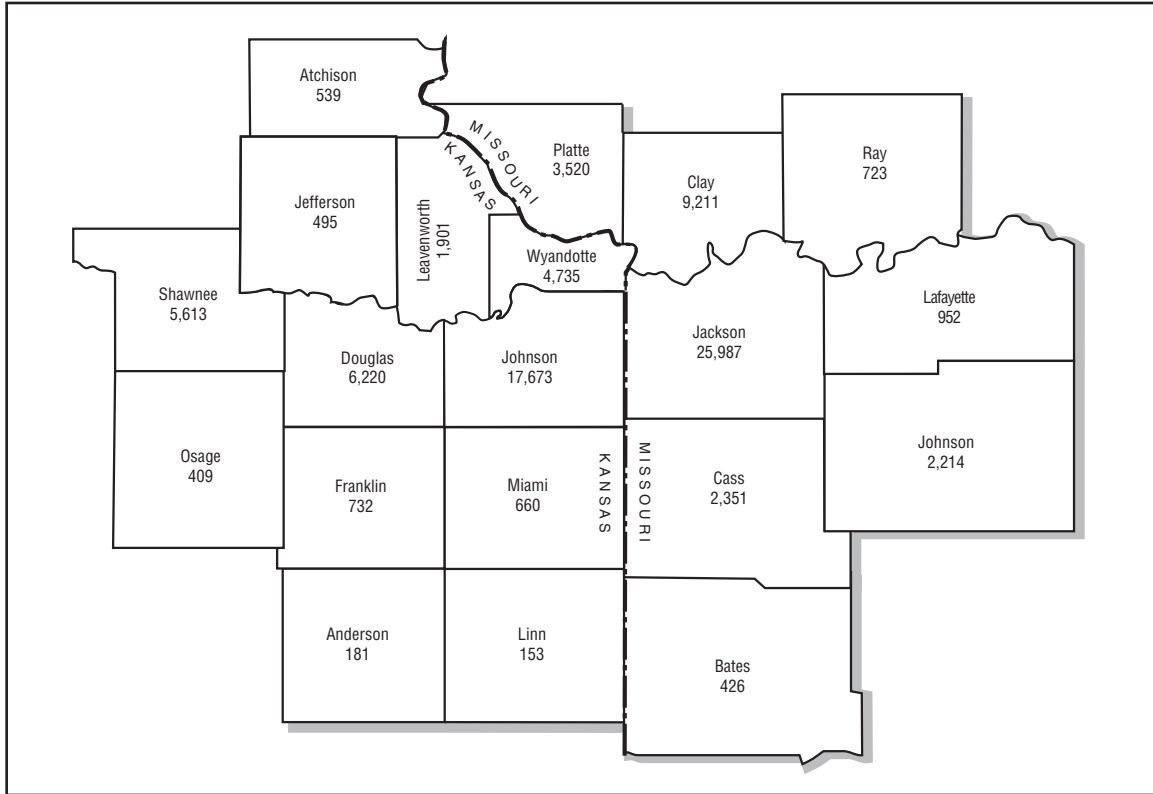 Atchison
539
MISSOURI
KANSAS
Platte
3,520
Clay
9,211
Ray
723
Jefferson
495
Leavenworth
1,901
Wyandotte
4,735
Shawnee
5,613
Lafayette
952
Jackson
25,987
Douglas
6,220
Johnson
17,673
Johnson
2,214
Osage
409
Franklin
732
Miami
660
KANSAS
MISSOURI
Cass
2,351
Anderson
181
Linn
153
Bates
426